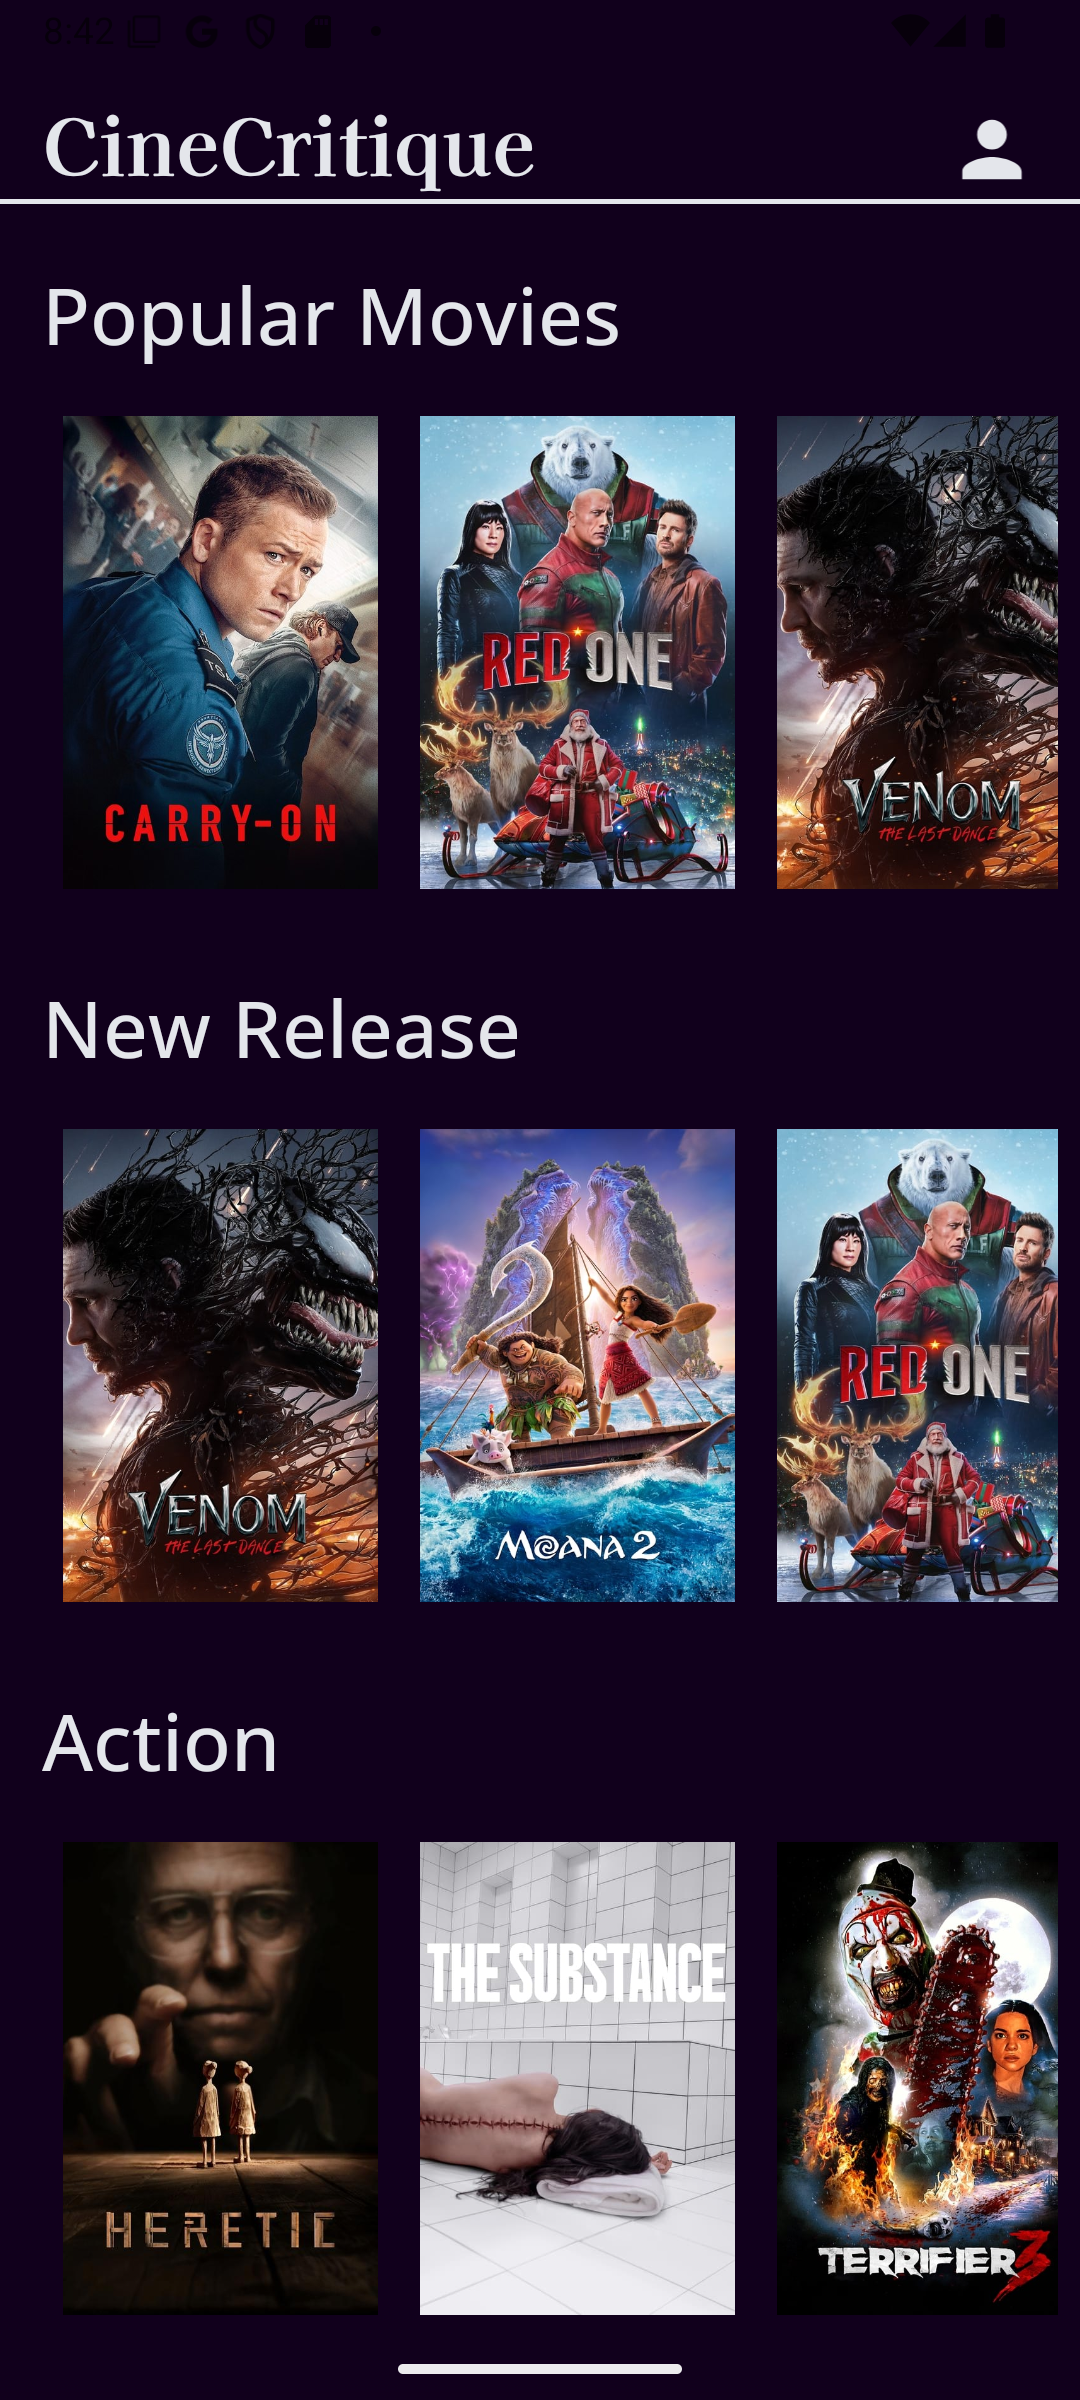 8:42
CineCritique
Popular Movies
TSA
CARRY-ON
RED ONE
VENOM
THE LAST DANCE
New Release
VENOM
THE LAST DANCE
MOANA 2
RED ONE
Action
HERETIC
THE SUBSTANCE
TERRIFIER 3